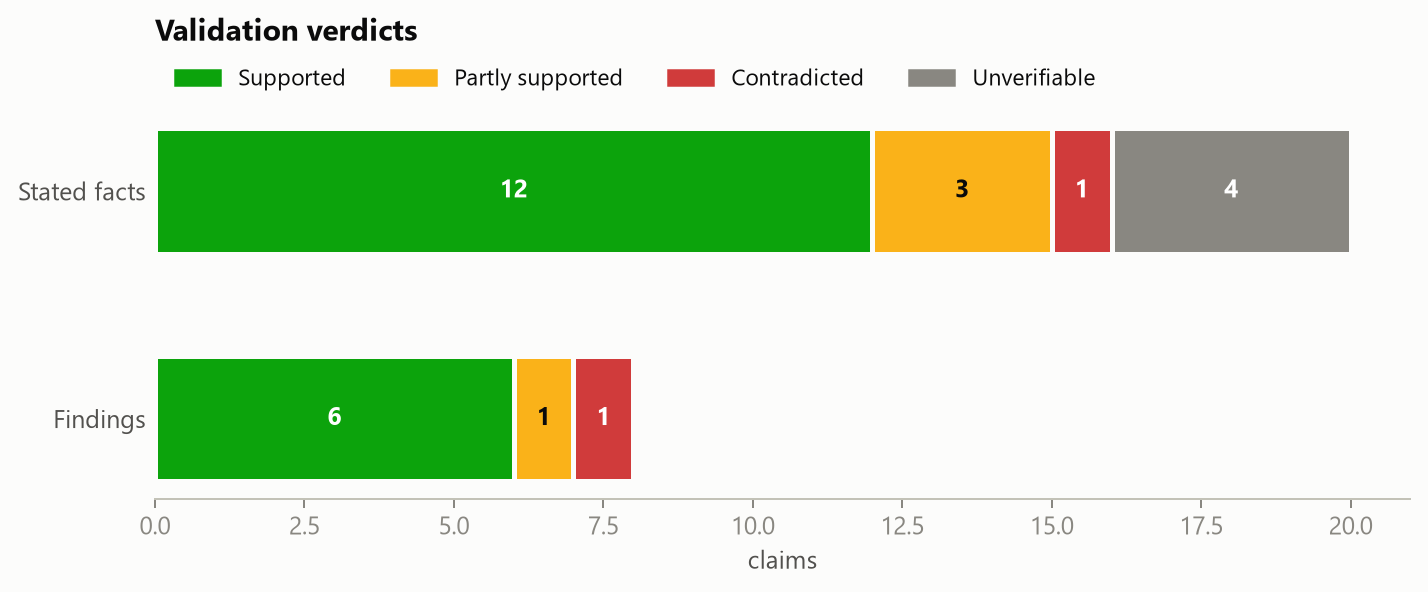 Validation verdicts
Supported Partly supported Contradicted Unverifiable
Stated facts 12 3 1 4
Findings 6 1 1
0.0 2.5 5.0 7.5 10.0 12.5 15.0 17.5 20.0
claims